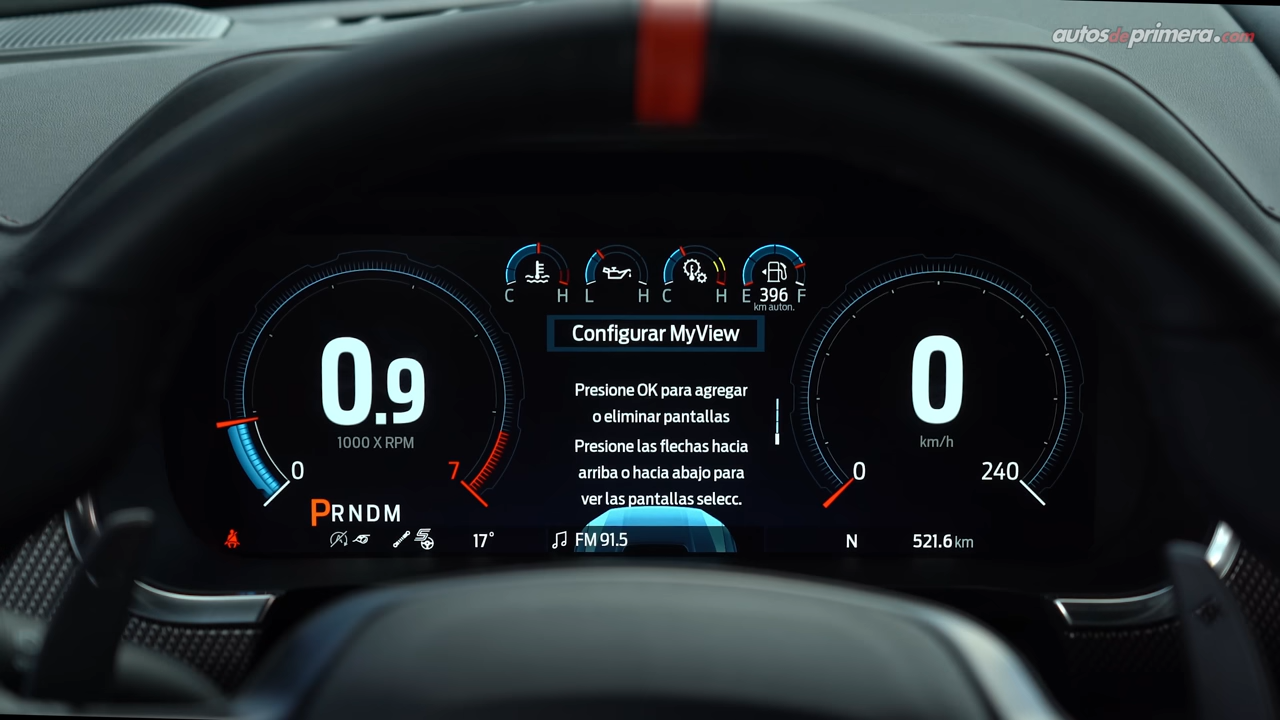 autosdeprimera.com
C H L H C H E 396 F
km auton.
Configurar MyView
Presione OK para agregar
o eliminar pantallas
Presione las flechas hacia
arriba o hacia abajo para
ver las pantallas selecc.
0.9
1000 X RPM
0 7
0
km/h
0 240
PRNDM
17°
FM 91.5
N
521.6 km